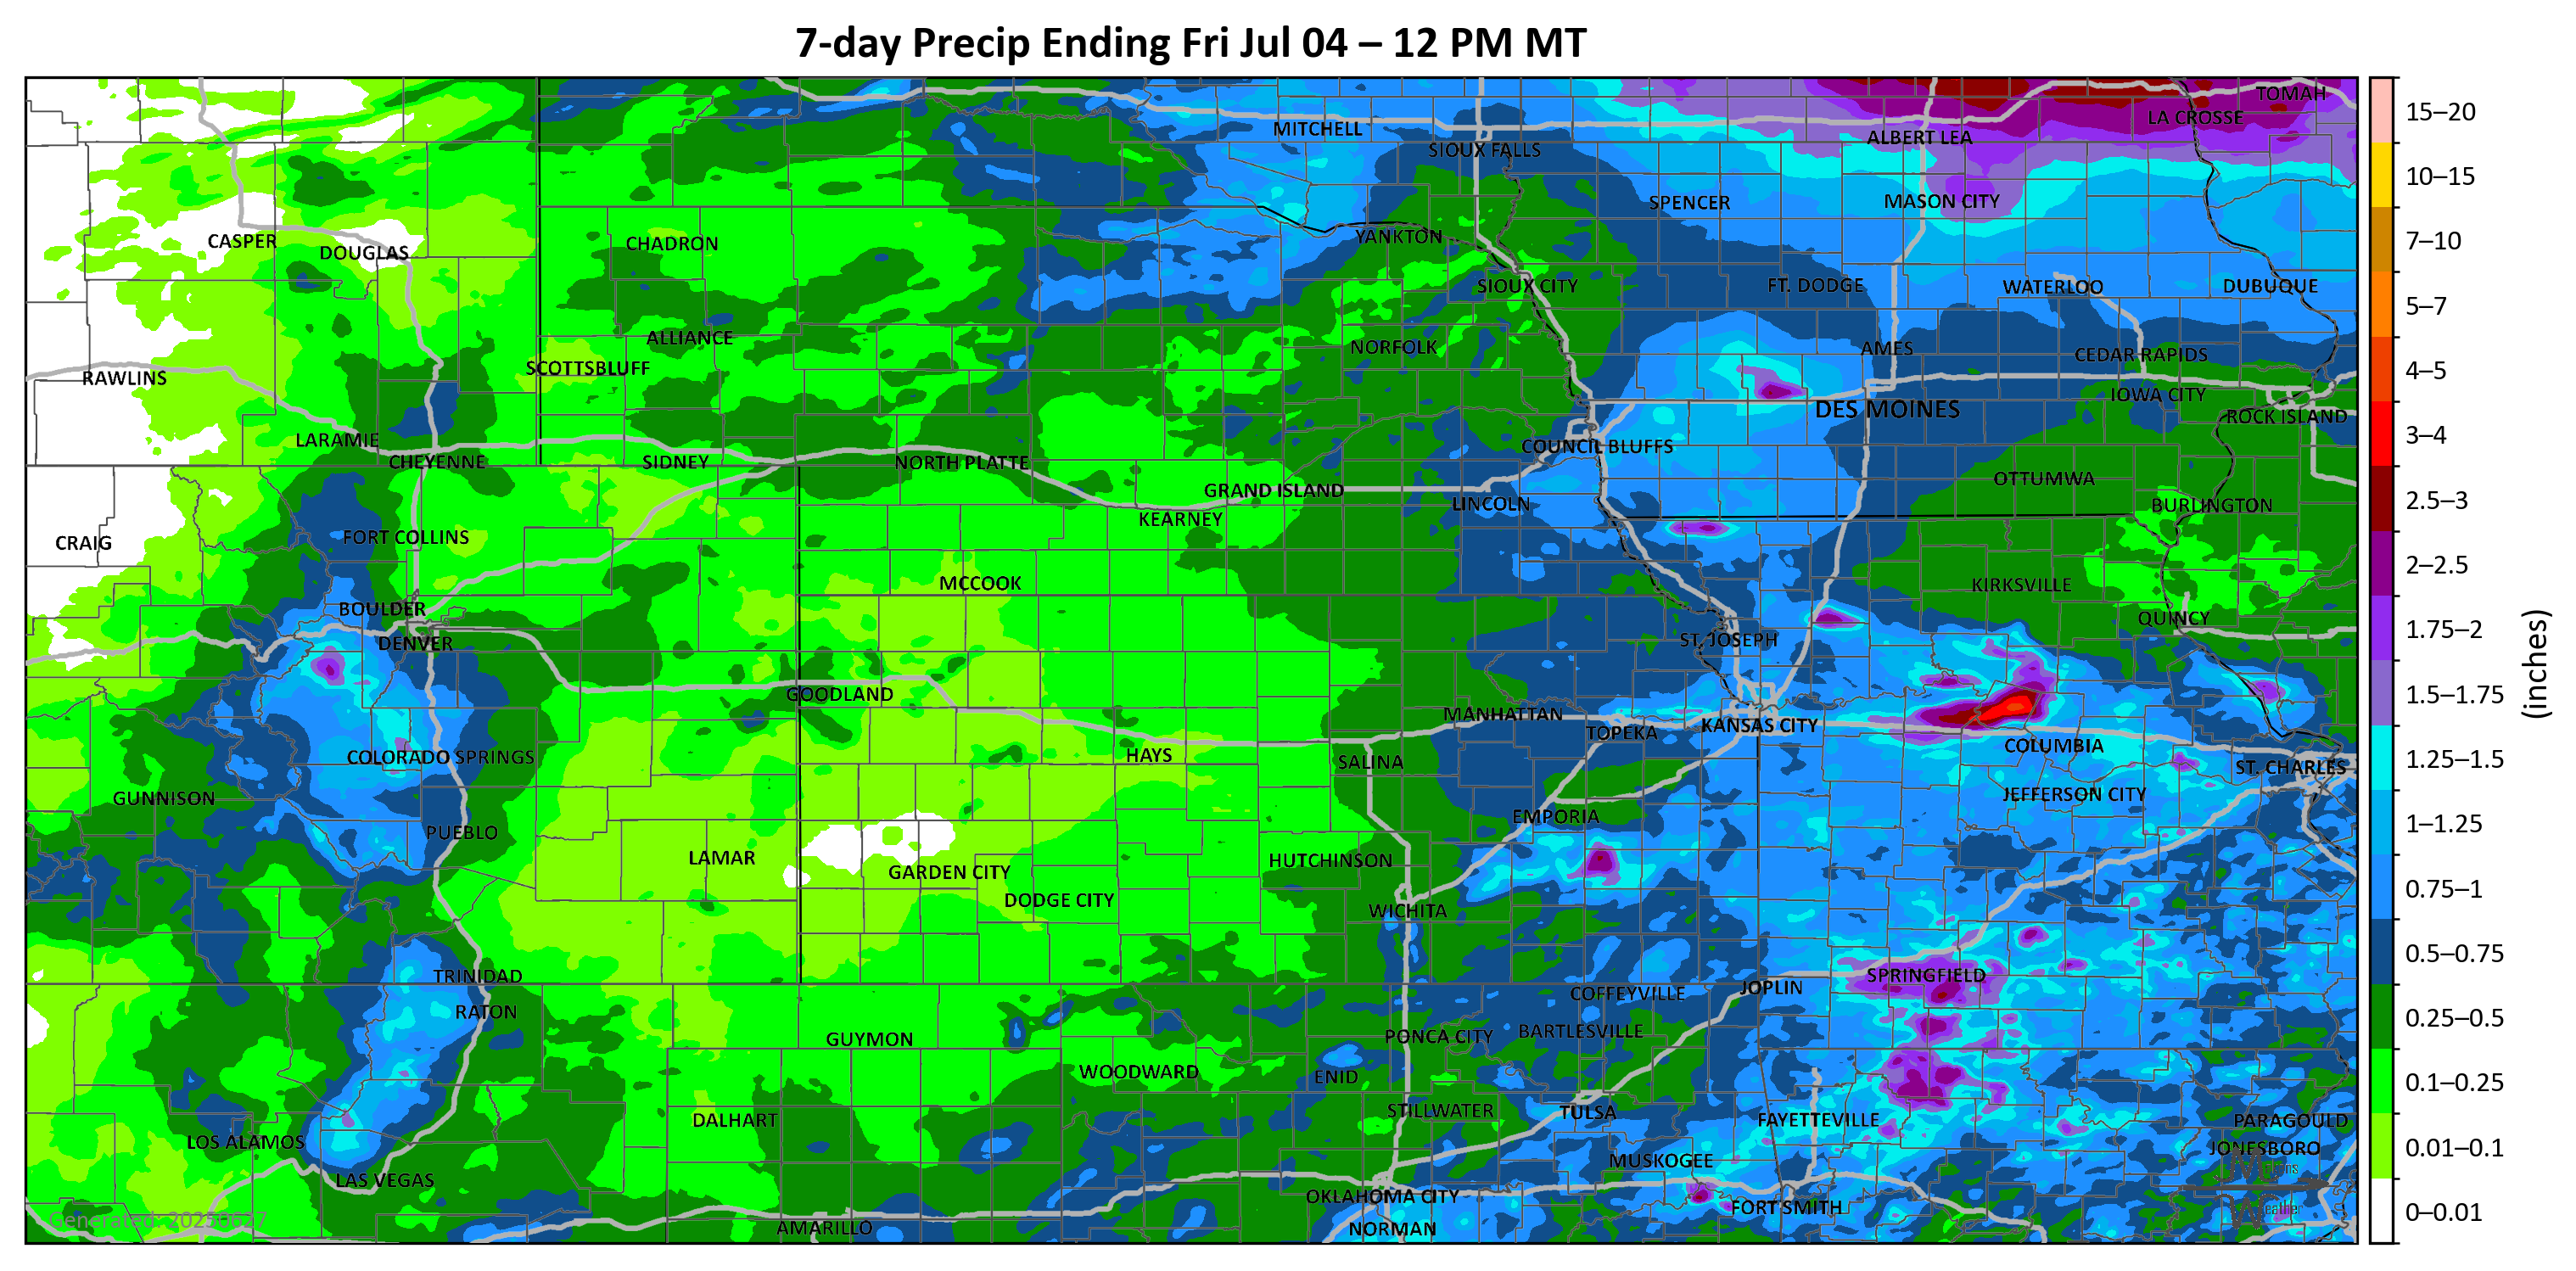 7-day Precip Ending Fri Jul 04 – 12 PM MT
TOMAH
LA CROSSE
MITCHELL
ALBERT LEA
SIOUX FALLS
SPENCER
MASON CITY
YANKTON
CASPER
DOUGLAS
CHADRON
SIOUX CITY
FT. DODGE
WATERLOO
DUBUQUE
ALLIANCE
NORFOLK
AMES
CEDAR RAPIDS
SCOTTSBLUFF
RAWLINS
IOWA CITY
DES MOINES
ROCK ISLAND
LARAMIE
COUNCIL BLUFFS
CHEYENNE
SIDNEY
NORTH PLATTE
OTTUMWA
GRAND ISLAND
LINCOLN
BURLINGTON
KEARNEY
CRAIG
FORT COLLINS
MCCOOK
KIRKSVILLE
BOULDER
QUINCY
DENVER
ST. JOSEPH
GOODLAND
MANHATTAN
TOPEKA
KANSAS CITY
COLUMBIA
COLORADO SPRINGS
HAYS
SALINA
ST. CHARLES
GUNNISON
JEFFERSON CITY
EMPORIA
PUEBLO
LAMAR
HUTCHINSON
GARDEN CITY
DODGE CITY
WICHITA
TRINIDAD
SPRINGFIELD
JOPLIN
COFFEYVILLE
RATON
BARTLESVILLE
PONCA CITY
GUYMON
WOODWARD
ENID
STILLWATER
TULSA
DALHART
FAYETTEVILLE
PARAGOULD
LOS ALAMOS
JONESBORO
MUSKOGEE
LAS VEGAS
OKLAHOMA CITY
FORT SMITH
AMARILLO
NORMAN
Generated: 20250627
Weather
15–20
10–15
7–10
5–7
4–5
3–4
2.5–3
2–2.5
1.75–2
1.5–1.75
1.25–1.5
1–1.25
0.75–1
0.5–0.75
0.25–0.5
0.1–0.25
0.01–0.1
0–0.01
(inches)